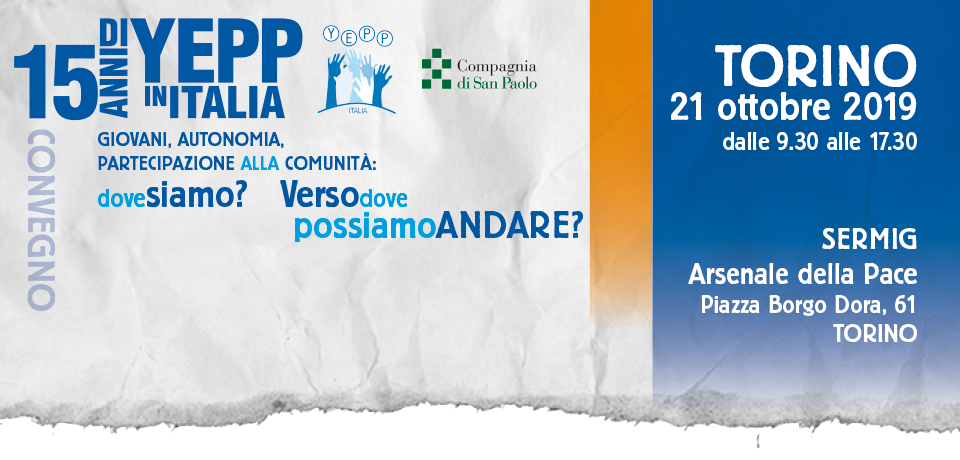 15 ANNI DI YEPP IN ITALIA
YEPP
ITALIA
Compagnia
di San Paolo
CONVEGNO
GIOVANI, AUTONOMIA,
PARTECIPAZIONE ALLA COMUNITÀ:
dovesiamo? Versodove
possiamoANDARE?
TORINO
21 ottobre 2019
dalle 9.30 alle 17.30
SERMIG
Arsenale della Pace
Piazza Borgo Dora, 61
TORINO